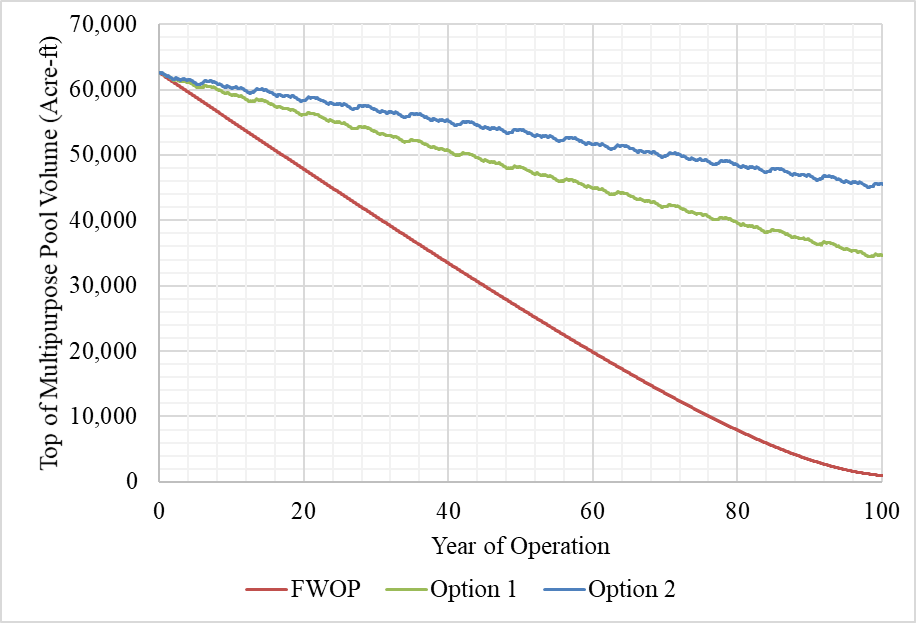 70,000
60,000
50,000
40,000
30,000
20,000
10,000
0
Top of Multipurpose Pool Volume (Acre-ft)
0 20 40 60 80 100
Year of Operation
FWOP Option 1 Option 2